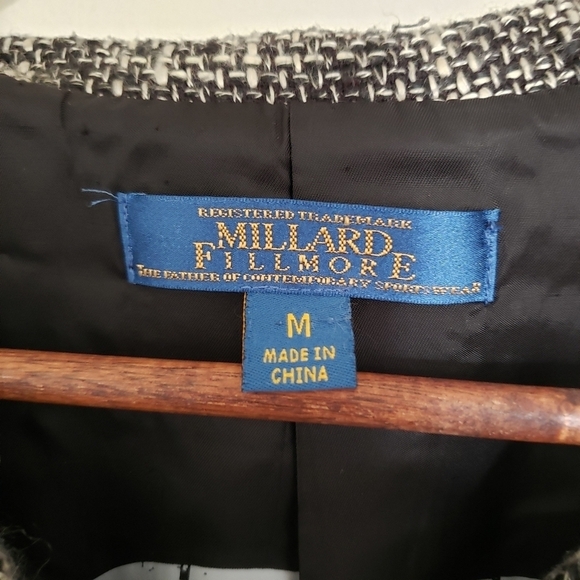 REGISTERED TRADEMARK
MILLARD
FILLMORE
THE FATHER OF CONTEMPORARY SPORTSWEAR
M
MADE IN
CHINA